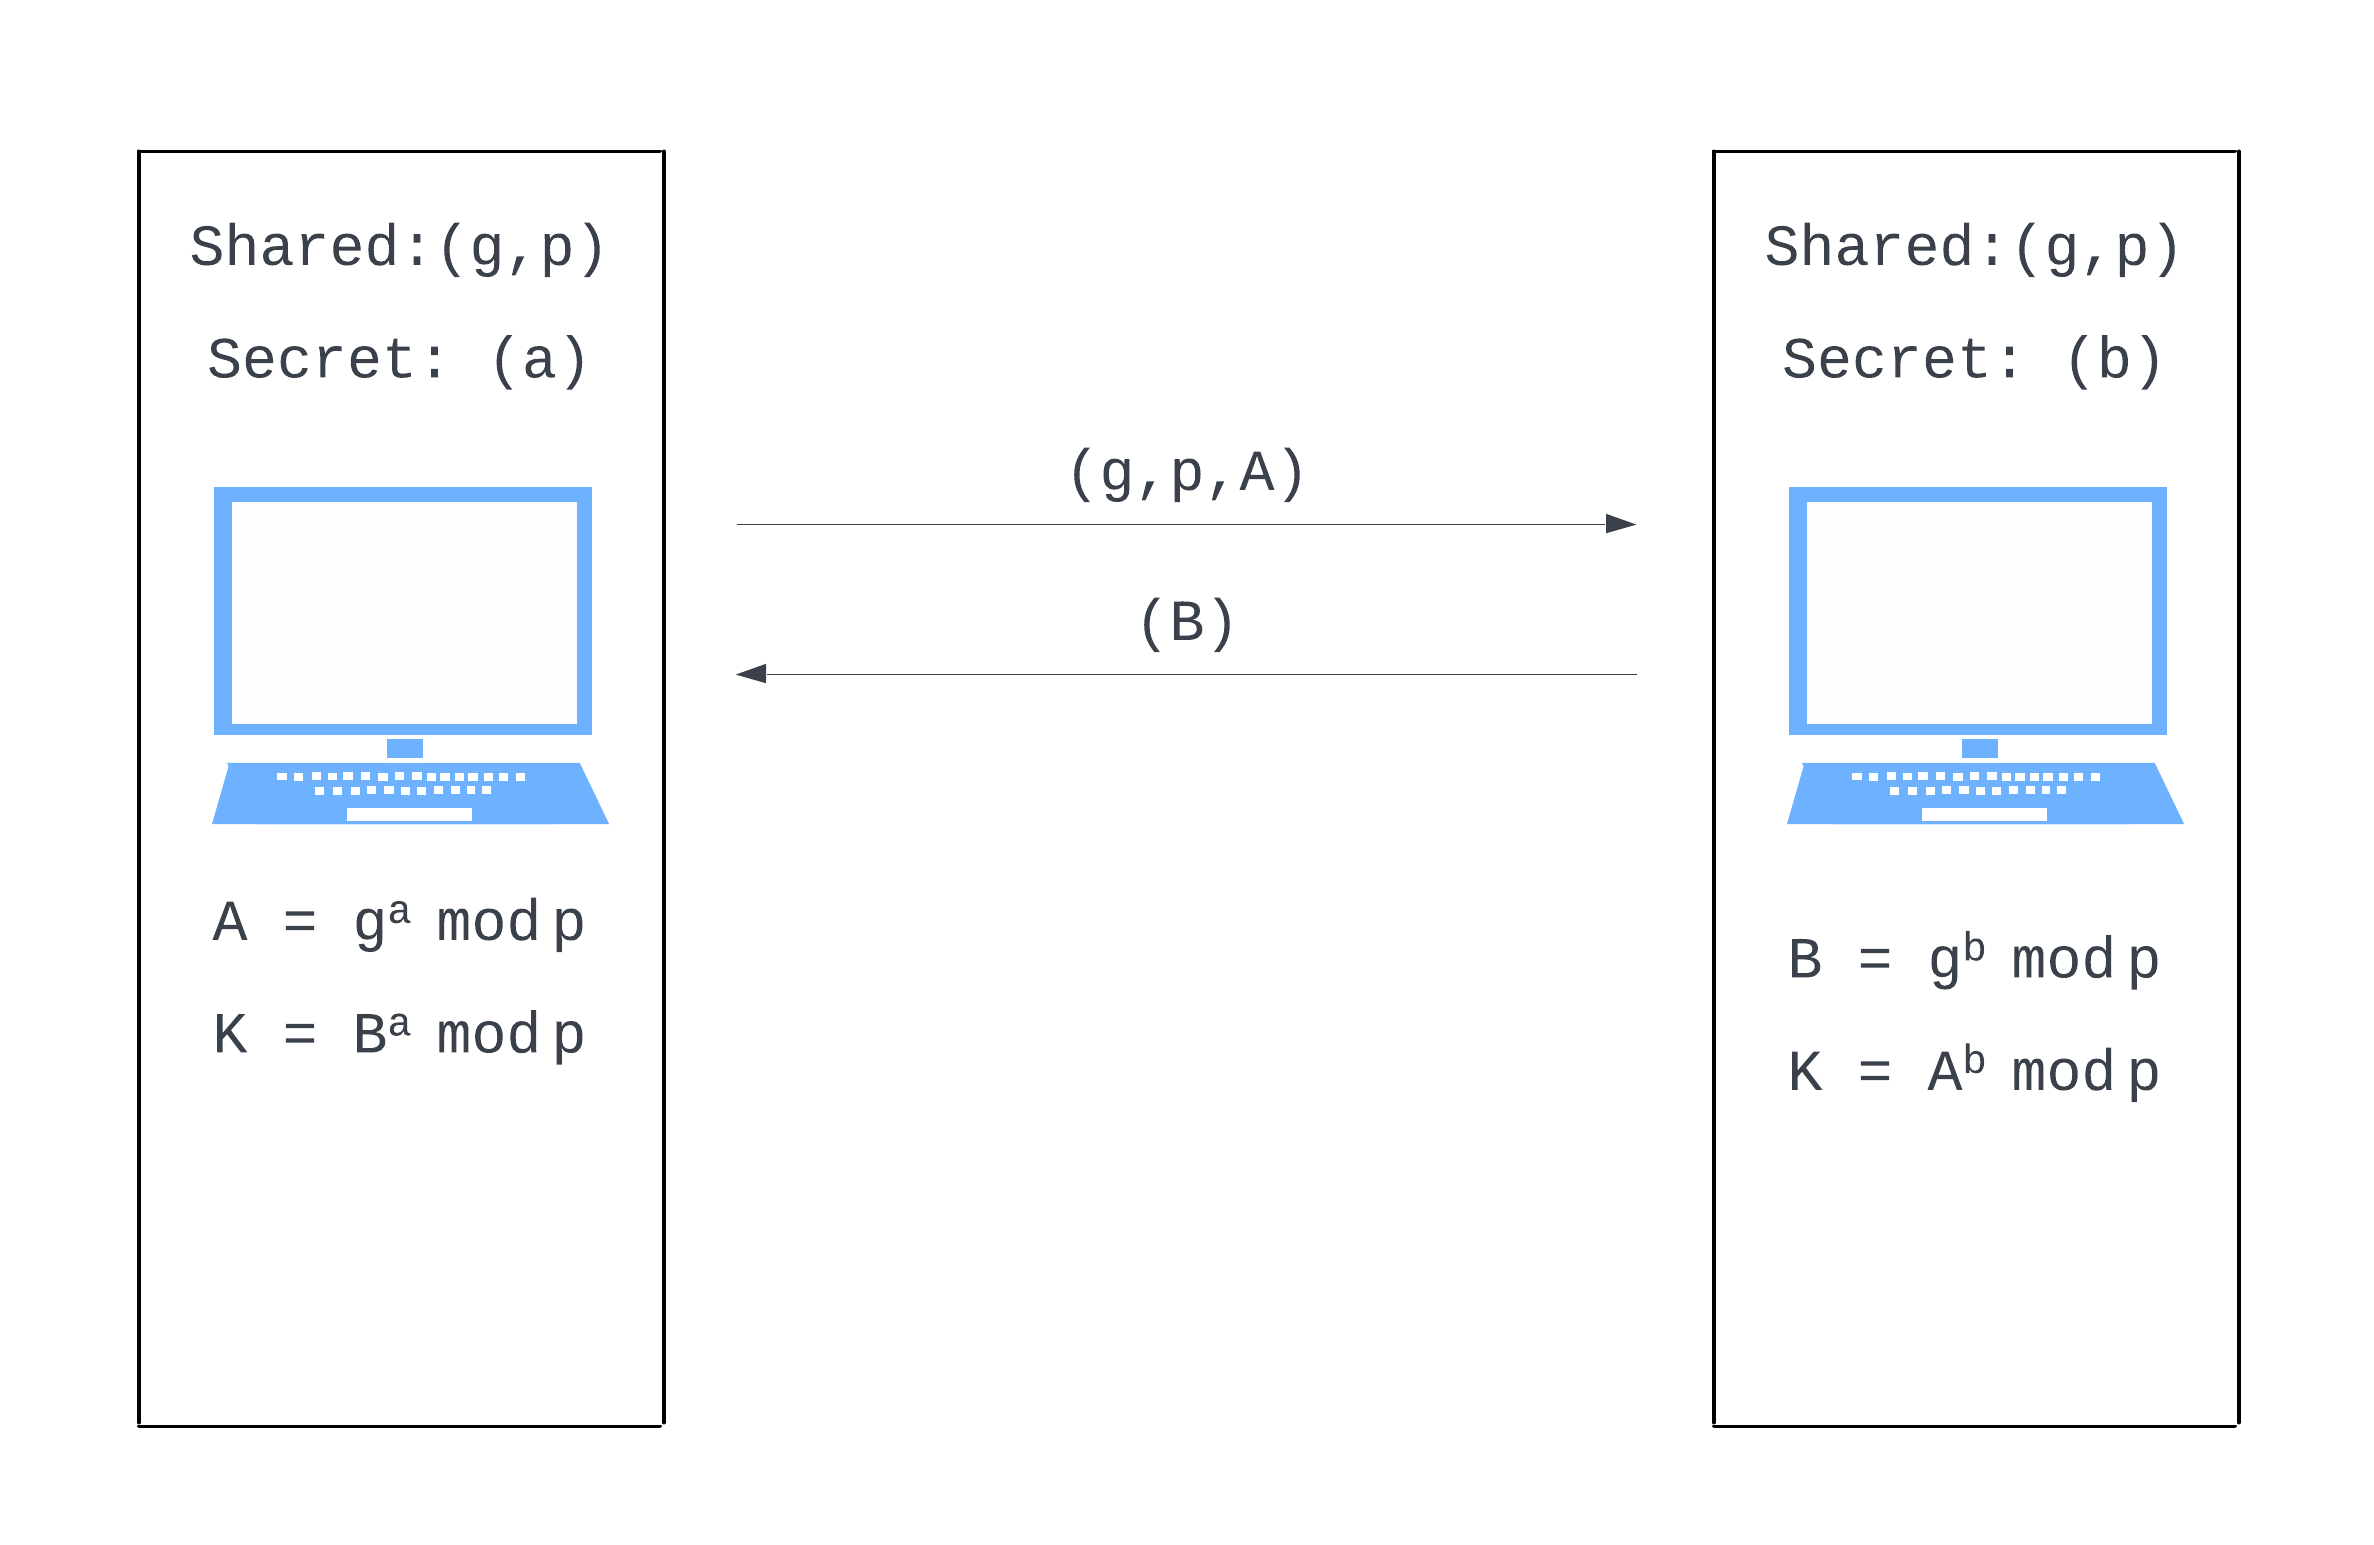 Shared:(g,p)
Secret: (a)
A = gᵃ mod p
K = Bᵃ mod p
(g,p,A)
(B)
Shared:(g,p)
Secret: (b)
B = gᵇ mod p
K = Aᵇ mod p